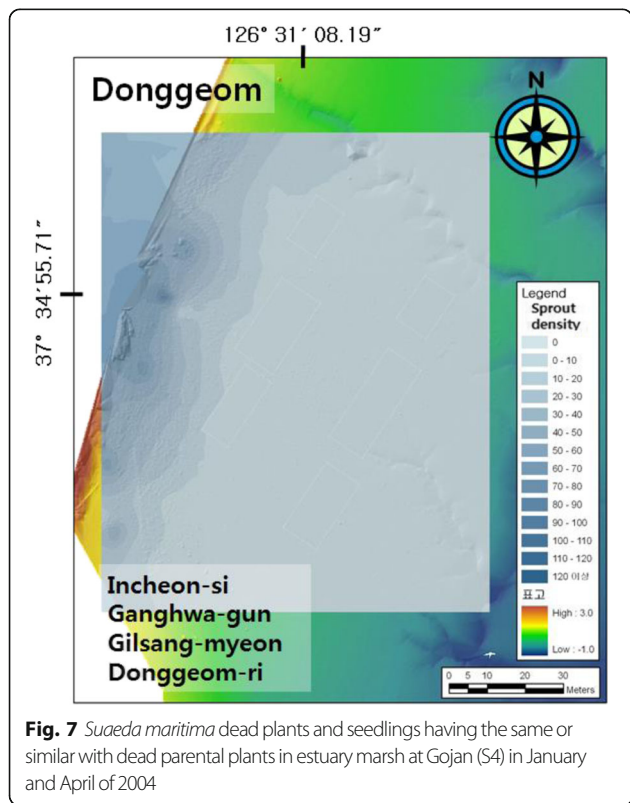 126° 31′ 08.19″
Donggeom
N
37° 34′ 55.71″
Legend
Sprout
density
0
0 - 10
10 - 20
20 - 30
30 - 40
40 - 50
50 - 60
60 - 70
70 - 80
80 - 90
90 - 100
100 - 110
110 - 120
120 이상
표고
High : 3.0
Low : -1.0
Incheon-si
Ganghwa-gun
Gilsang-myeon
Donggeom-ri
0 5 10 20 30
Meters
Fig. 7 Suaeda maritima dead plants and seedlings having the same or
similar with dead parental plants in estuary marsh at Gojan (S4) in January
and April of 2004